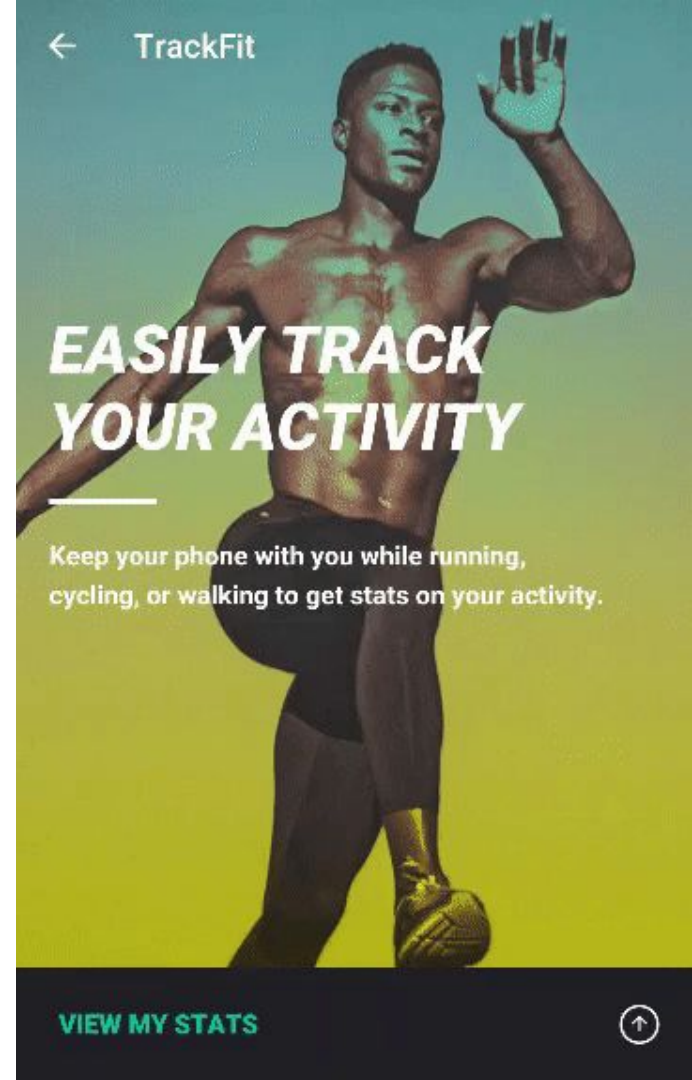 TrackFit
EASILY TRACK
YOUR ACTIVITY
Keep your phone with you while running,
cycling, or walking to get stats on your activity.
VIEW MY STATS